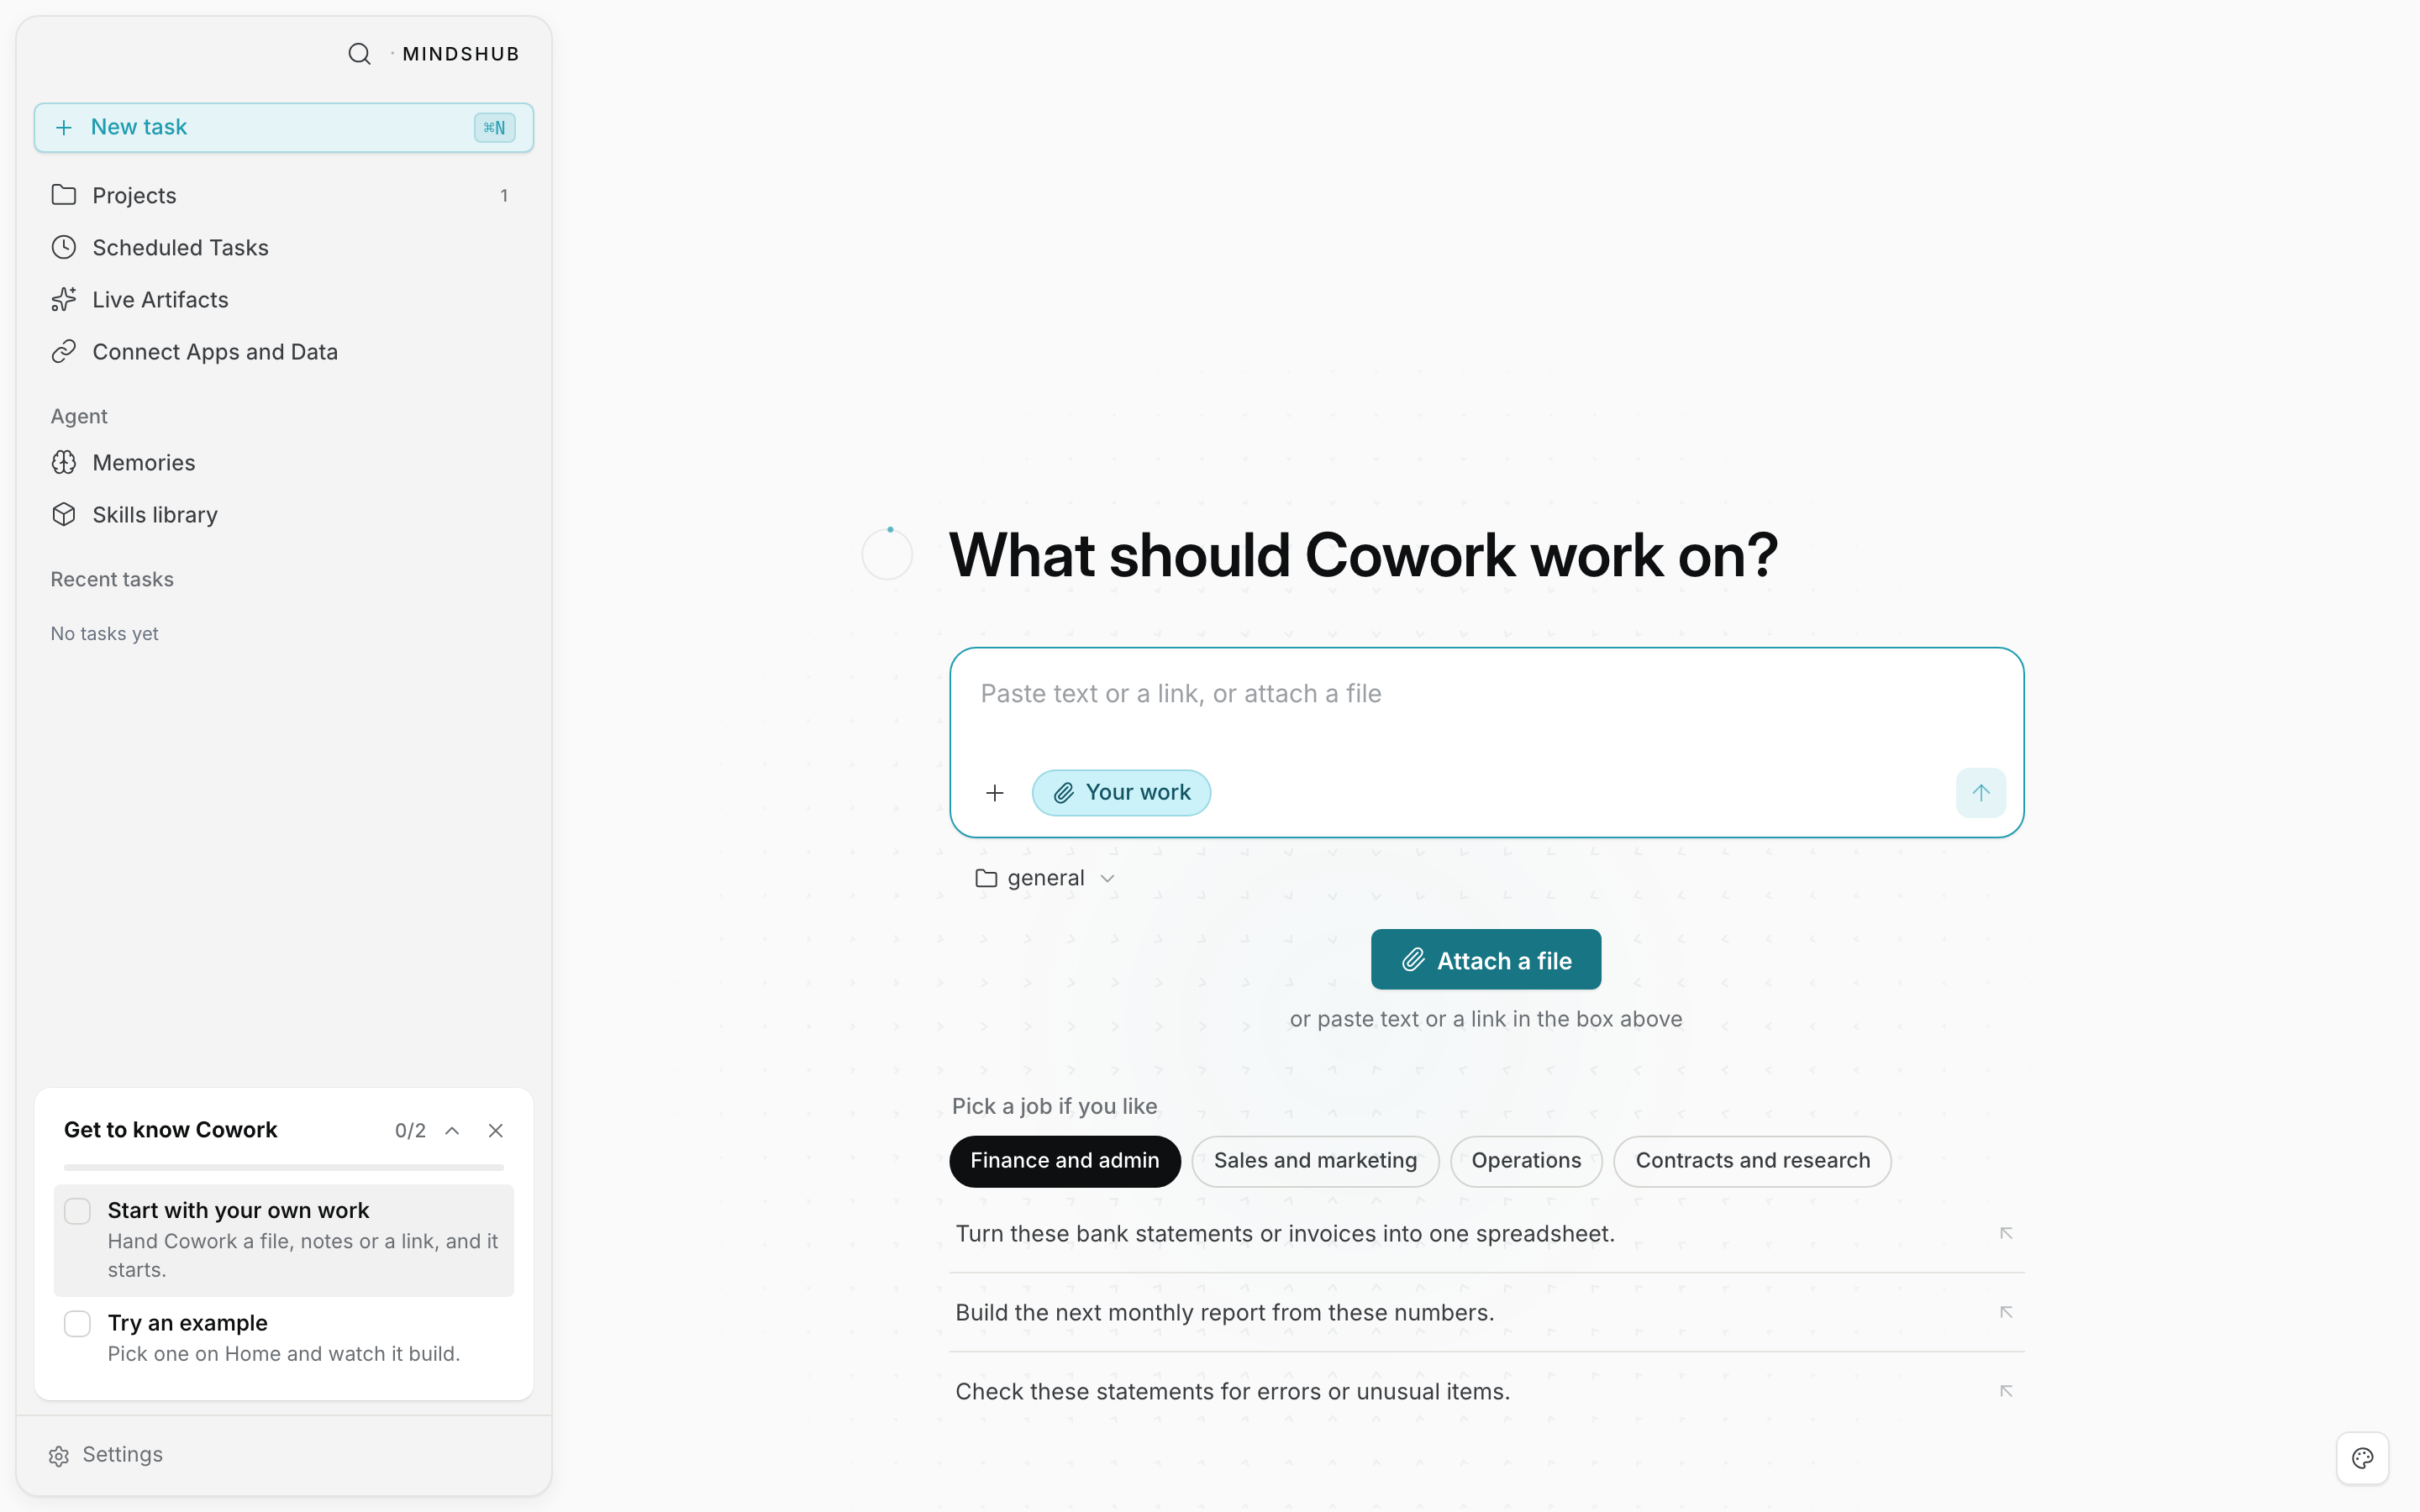 MINDSHUB
New task
⌘N
Projects
1
Scheduled Tasks
Live Artifacts
Connect Apps and Data
Agent
Memories
Skills library
Recent tasks
No tasks yet
Get to know Cowork
0/2
Start with your own work
Hand Cowork a file, notes or a link, and it
starts.
Try an example
Pick one on Home and watch it build.
Settings
What should Cowork work on?
Paste text or a link, or attach a file
Your work
general
Attach a file
or paste text or a link in the box above
Pick a job if you like
Finance and admin
Sales and marketing
Operations
Contracts and research
Turn these bank statements or invoices into one spreadsheet.
Build the next monthly report from these numbers.
Check these statements for errors or unusual items.